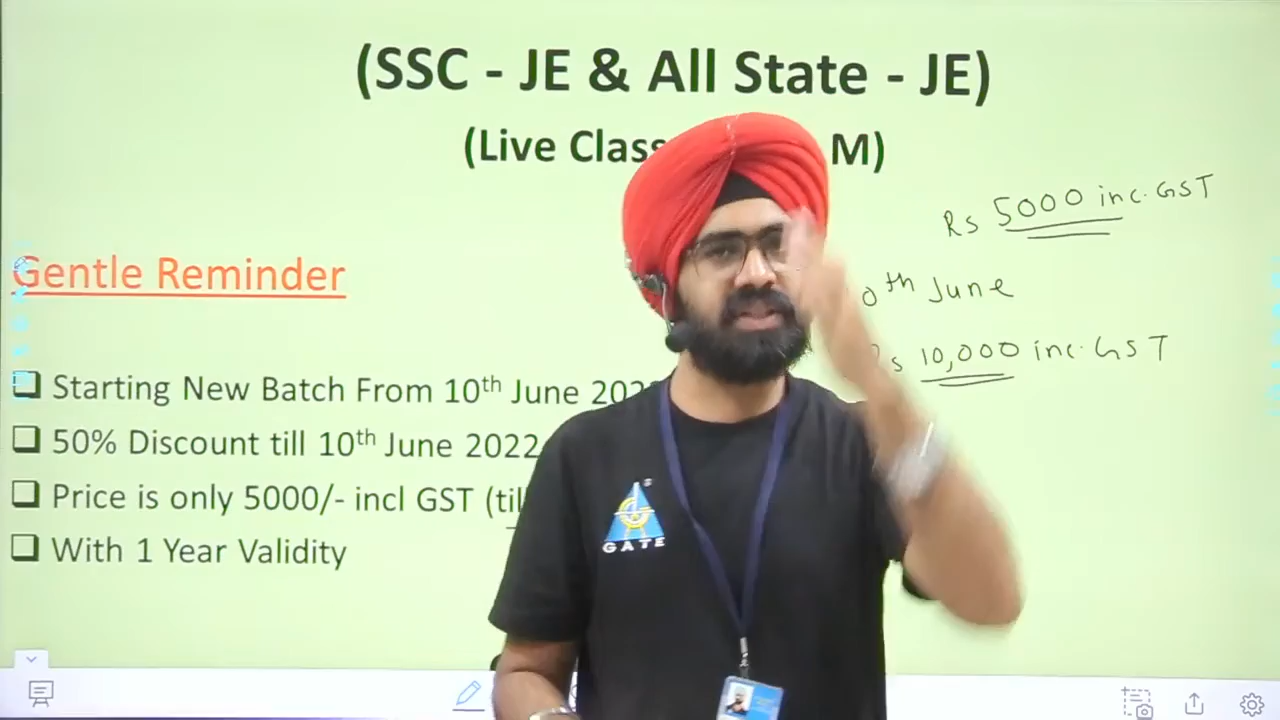 (SSC - JE & All State - JE)
(Live Class M)
Rs 5000 inc. GST
Gentle Reminder
0th June
10,000 inc. GST
Starting New Batch From 10th June 202
50% Discount till 10th June 2022
Price is only 5000/- incl GST (til
With 1 Year Validity
GATE